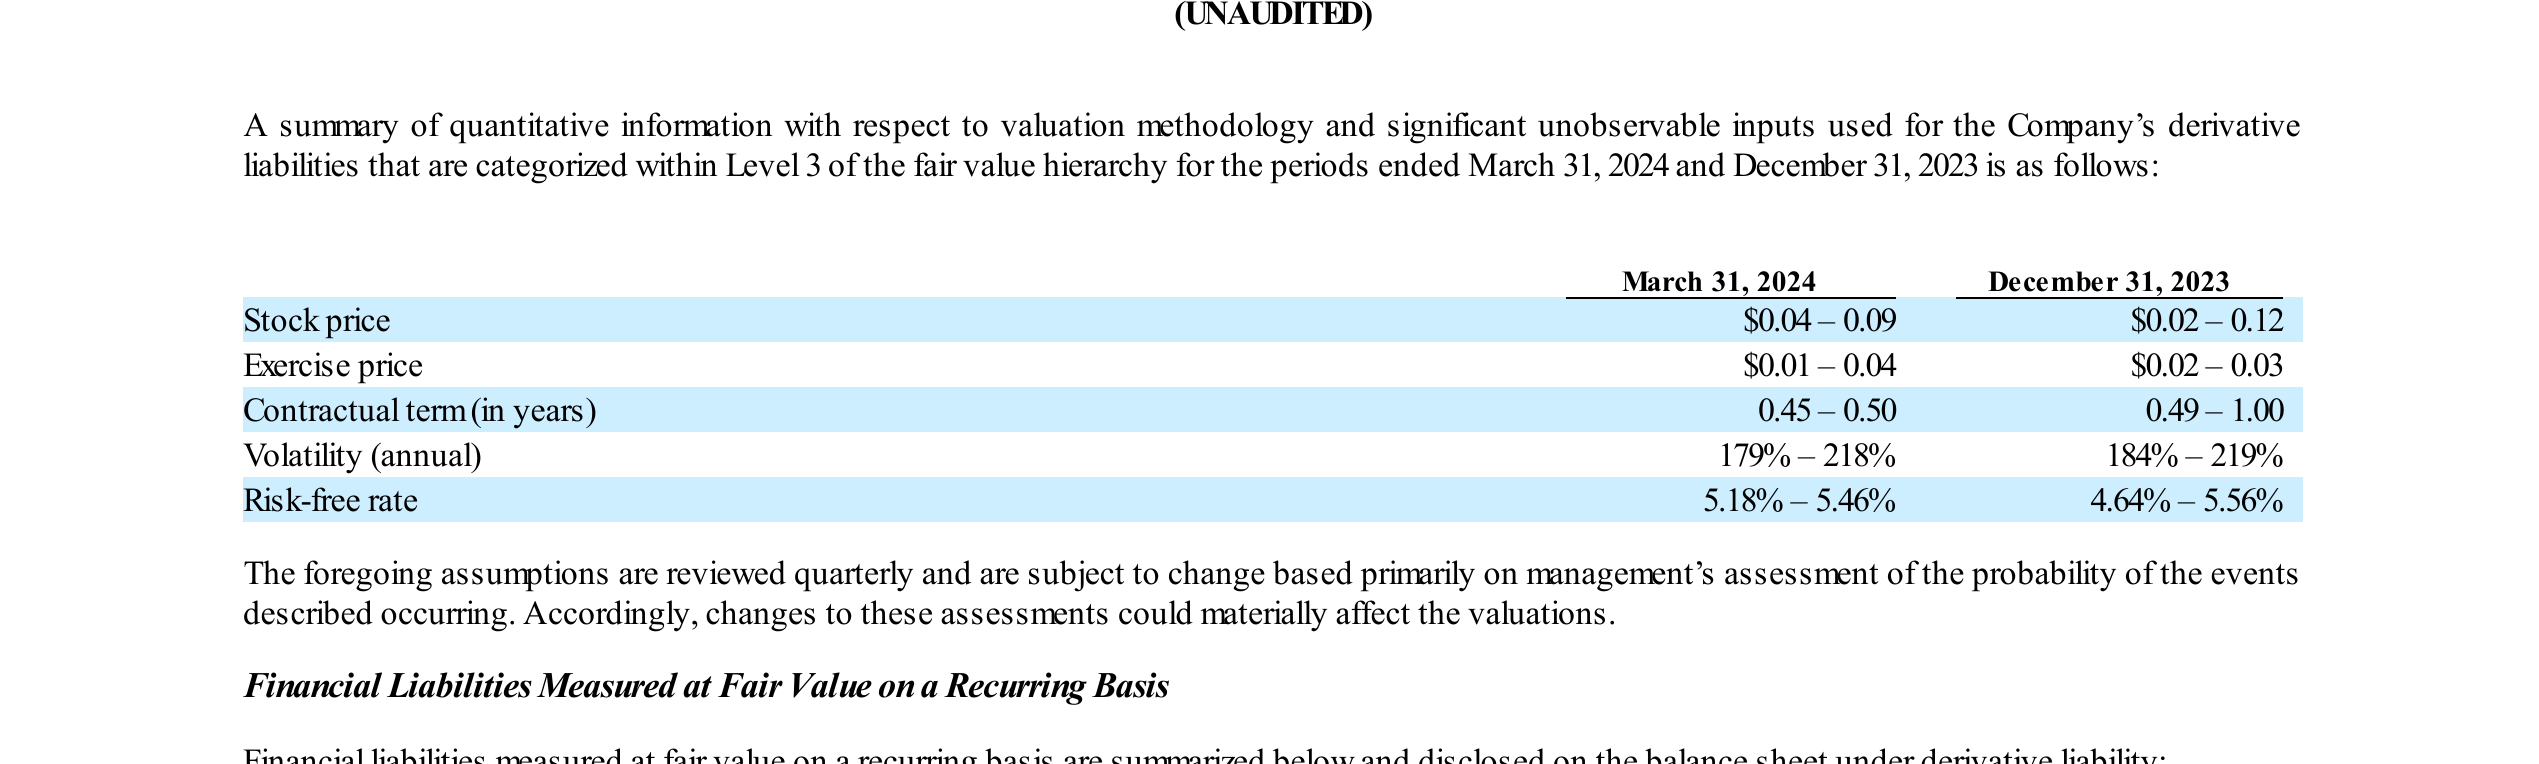 (UNAUDITED)
A summary of quantitative information with respect to valuation methodology and significant unobservable inputs used for the Company’s derivative
liabilities that are categorized within Level 3 of the fair value hierarchy for the periods ended March 31, 2024 and December 31, 2023 is as follows:
March 31, 2024 December 31, 2023
Stock price $0.04 – 0.09 $0.02 – 0.12
Exercise price $0.01 – 0.04 $0.02 – 0.03
Contractual term (in years) 0.45 – 0.50 0.49 – 1.00
Volatility (annual) 179% – 218% 184% – 219%
Risk-free rate 5.18% – 5.46% 4.64% – 5.56%
The foregoing assumptions are reviewed quarterly and are subject to change based primarily on management’s assessment of the probability of the events
described occurring. Accordingly, changes to these assessments could materially affect the valuations.
Financial Liabilities Measured at Fair Value on a Recurring Basis
Financial liabilities measured at fair value on a recurring basis are summarized below and disclosed on the balance sheet under derivative liability: